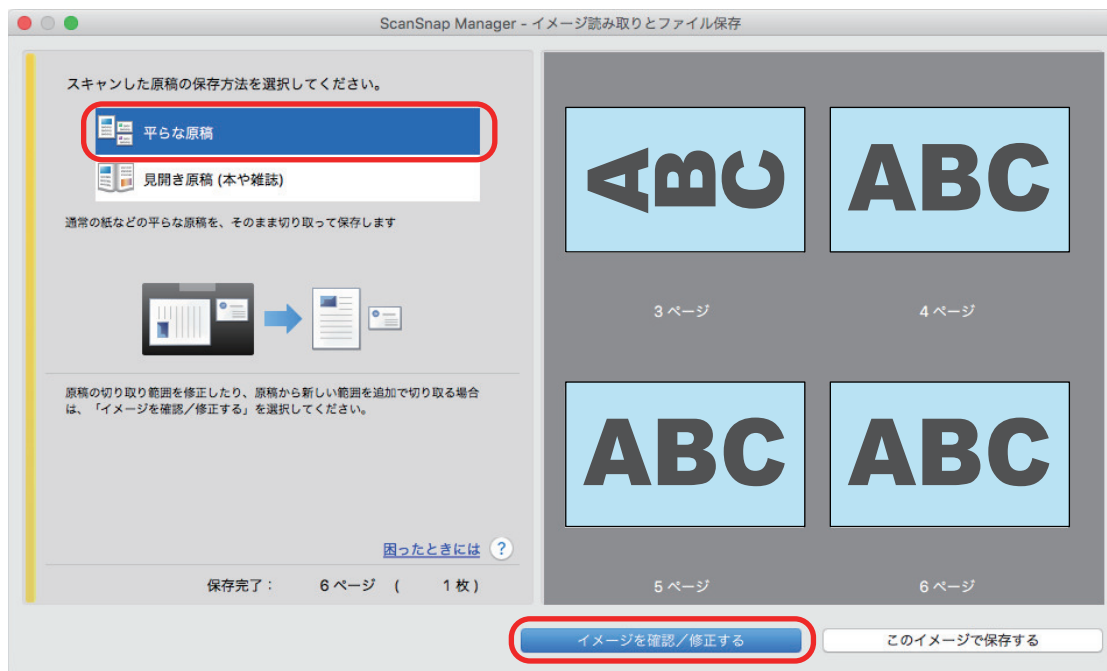 ScanSnap Manager - イメージ読み取りとファイル保存
スキャンした原稿の保存方法を選択してください。
平らな原稿
見開き原稿 (本や雑誌)
通常の紙などの平らな原稿を、そのまま切り取って保存します
原稿の切り取り範囲を修正したり、原稿から新しい範囲を追加で切り取る場合
は、「イメージを確認／修正する」を選択してください。
困ったときには ?
保存完了： 6 ページ ( 1 枚 )
ABC
ABC
3 ページ
4 ページ
ABC
ABC
5 ページ
6 ページ
イメージを確認／修正する
このイメージで保存する